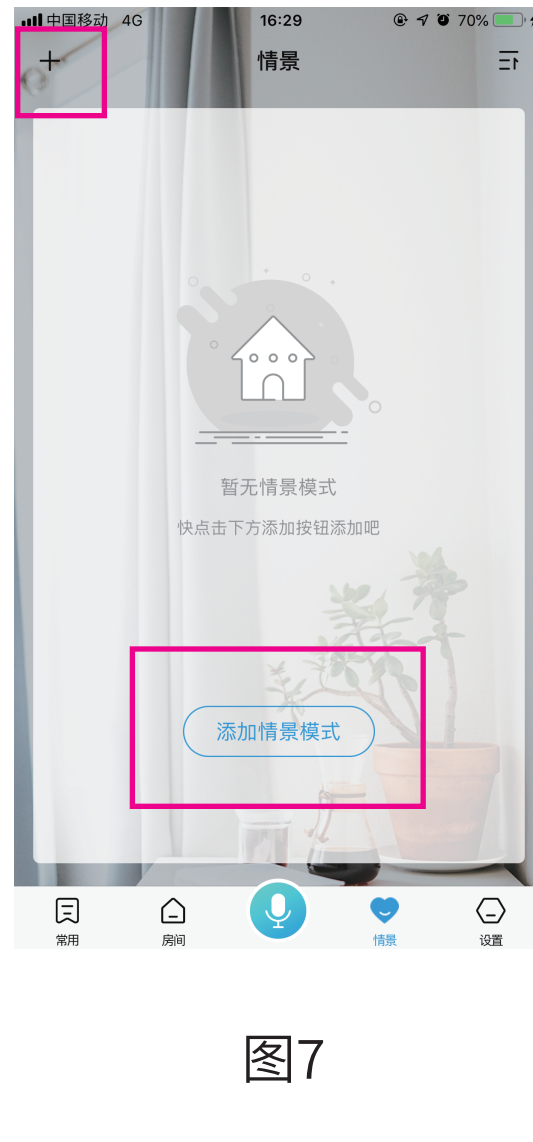 中国移动 4G 16:29 70%
情景
暂无情景模式
快点击下方添加按钮添加吧
添加情景模式
常用 房间 情景 设置
图7